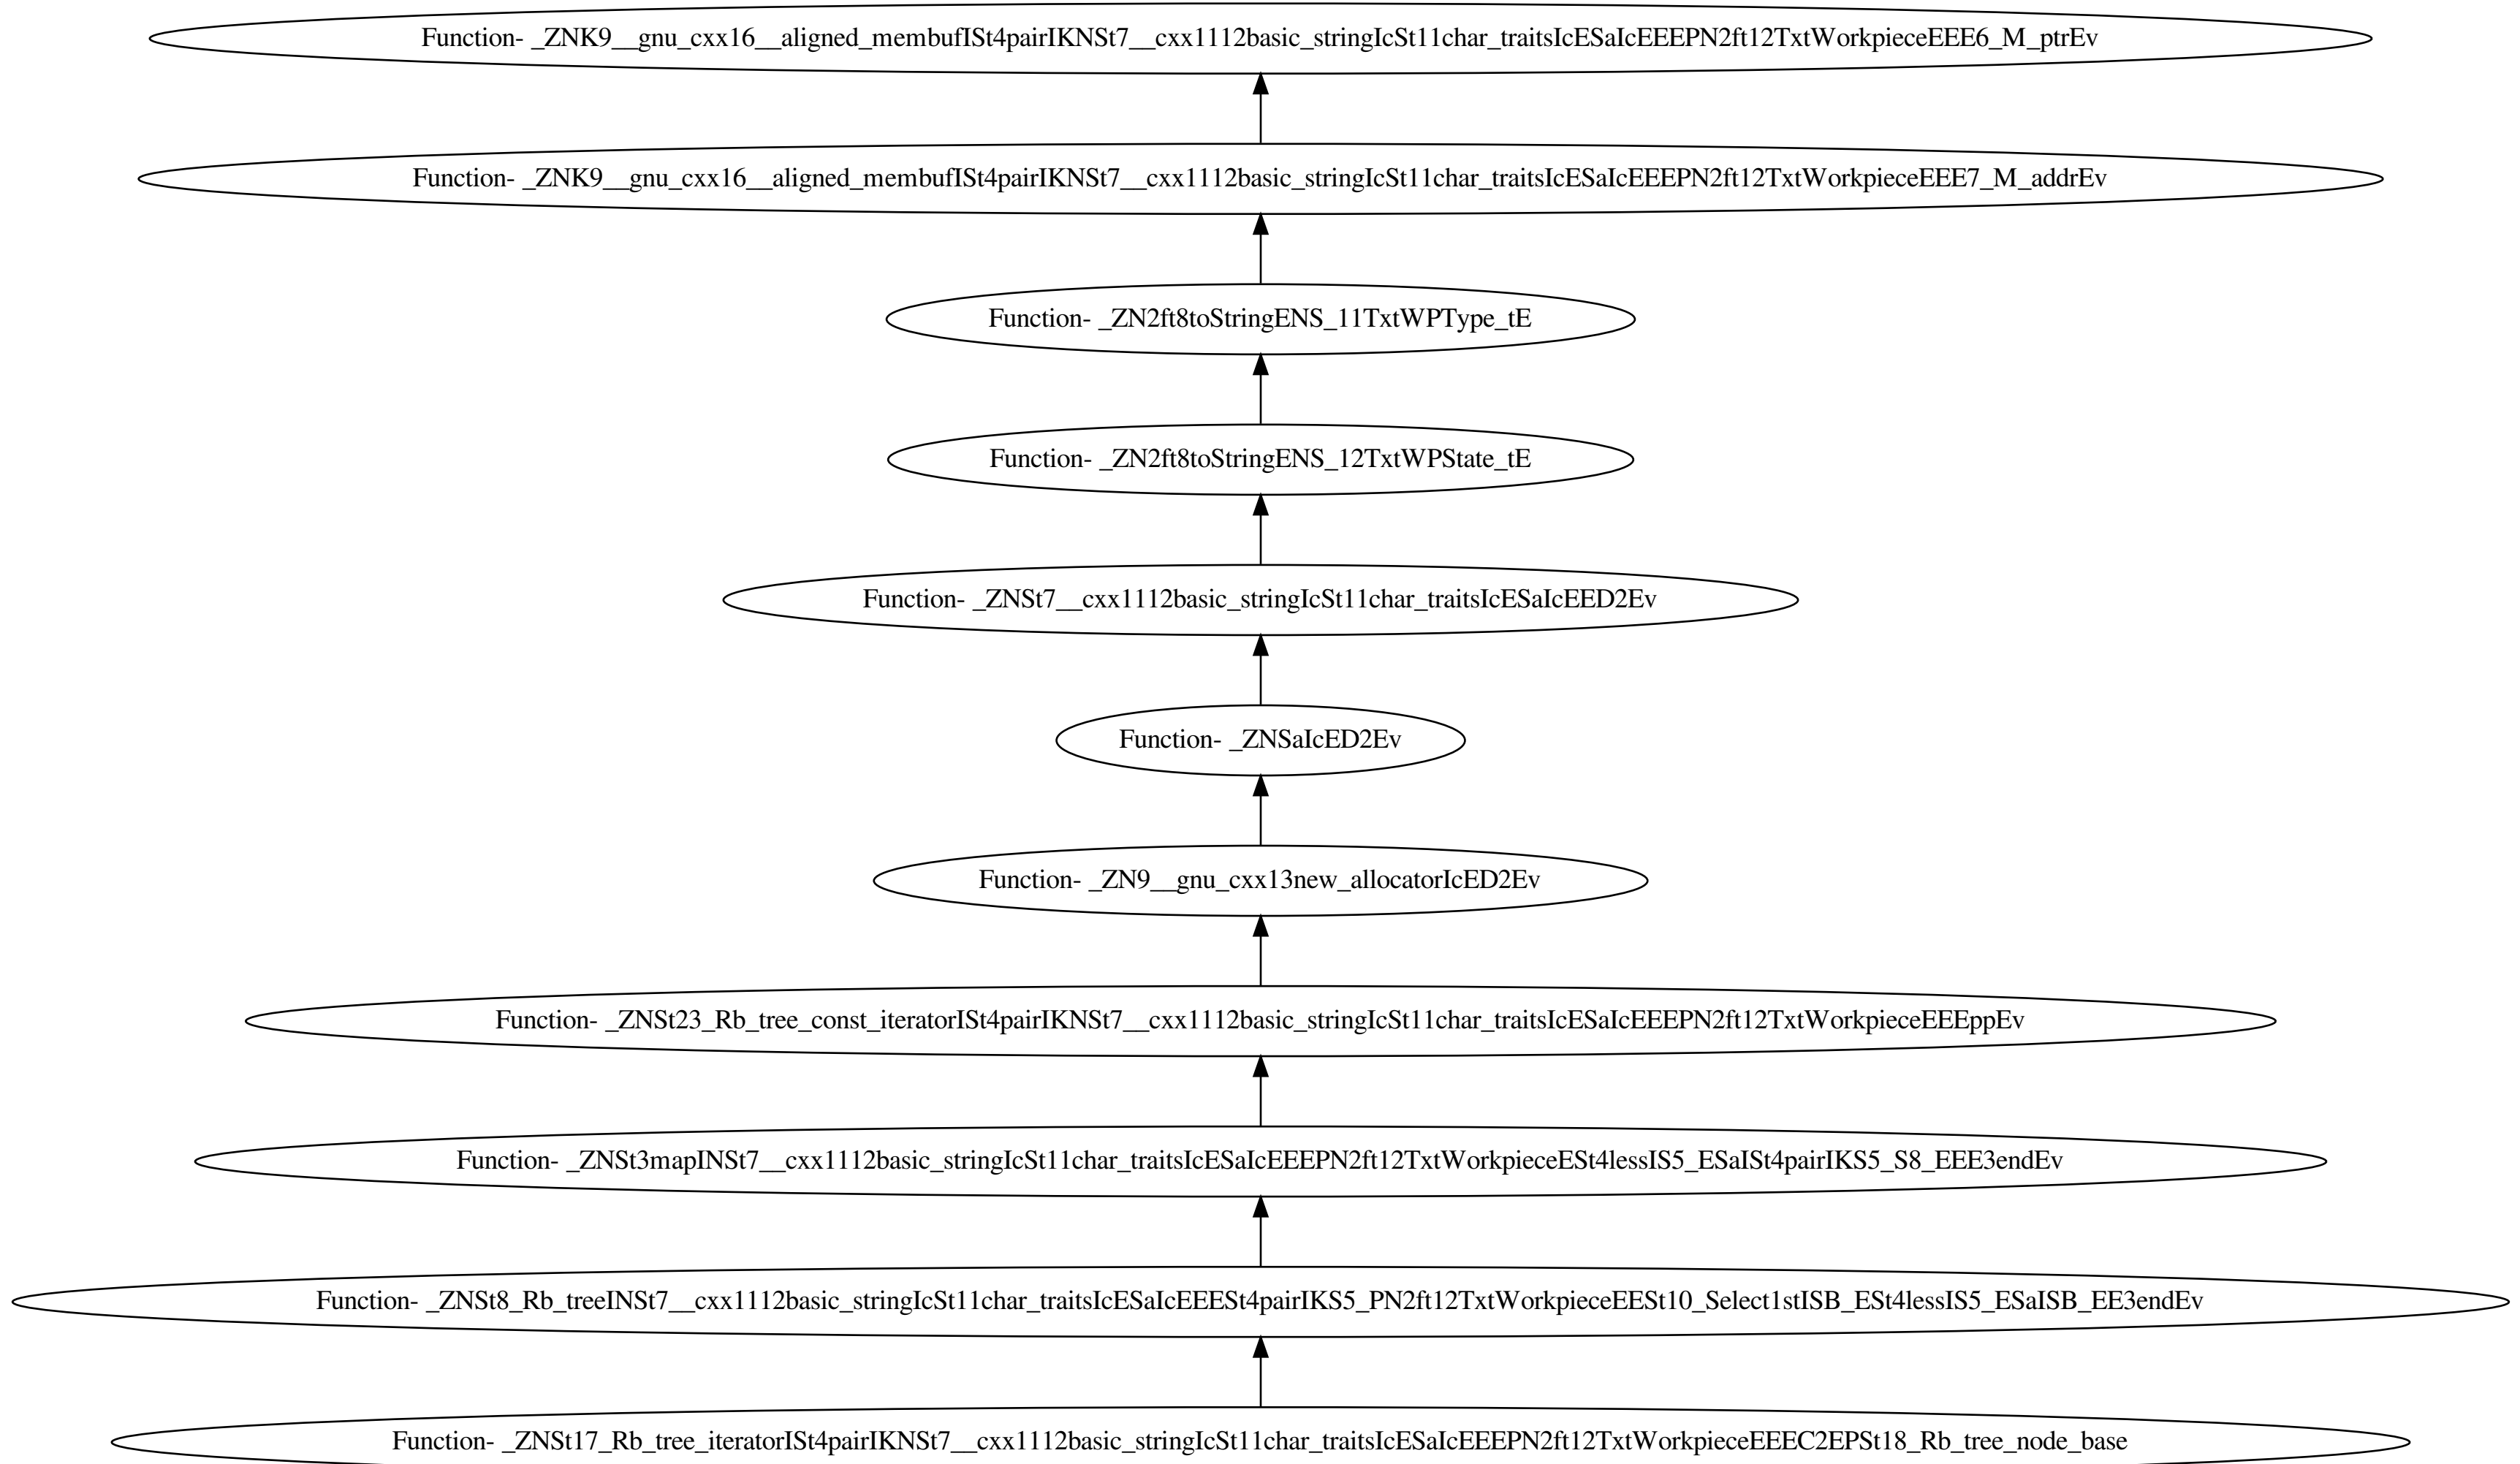 Function- _ZNK9__gnu_cxx16__aligned_membufISt4pairIKNSt7__cxx1112basic_stringIcSt11char_traitsIcESaIcEEEPN2ft12TxtWorkpieceEEE6_M_ptrEv
Function- _ZNK9__gnu_cxx16__aligned_membufISt4pairIKNSt7__cxx1112basic_stringIcSt11char_traitsIcESaIcEEEPN2ft12TxtWorkpieceEEE7_M_addrEv
Function- _ZN2ft8toStringENS_11TxtWPType_tE
Function- _ZN2ft8toStringENS_12TxtWPState_tE
Function- _ZNSt7__cxx1112basic_stringIcSt11char_traitsIcESaIcEED2Ev
Function- _ZNSaIcED2Ev
Function- _ZN9__gnu_cxx13new_allocatorIcED2Ev
Function- _ZNSt23_Rb_tree_const_iteratorISt4pairIKNSt7__cxx1112basic_stringIcSt11char_traitsIcESaIcEEEPN2ft12TxtWorkpieceEEEppEv
Function- _ZNSt3mapINSt7__cxx1112basic_stringIcSt11char_traitsIcESaIcEEEPN2ft12TxtWorkpieceESt4lessIS5_ESaISt4pairIKS5_S8_EEE3endEv
Function- _ZNSt8_Rb_treeINSt7__cxx1112basic_stringIcSt11char_traitsIcESaIcEEESt4pairIKS5_PN2ft12TxtWorkpieceEESt10_Select1stISB_ESt4lessIS5_ESaISB_EE3endEv
Function- _ZNSt17_Rb_tree_iteratorISt4pairIKNSt7__cxx1112basic_stringIcSt11char_traitsIcESaIcEEEPN2ft12TxtWorkpieceEEEC2EPSt18_Rb_tree_node_base